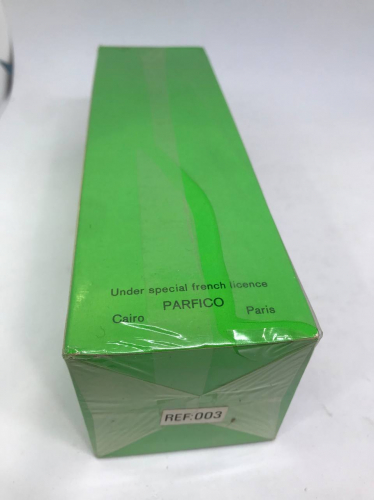 Under special french licence
PARFICO
Cairo Paris
REF:003